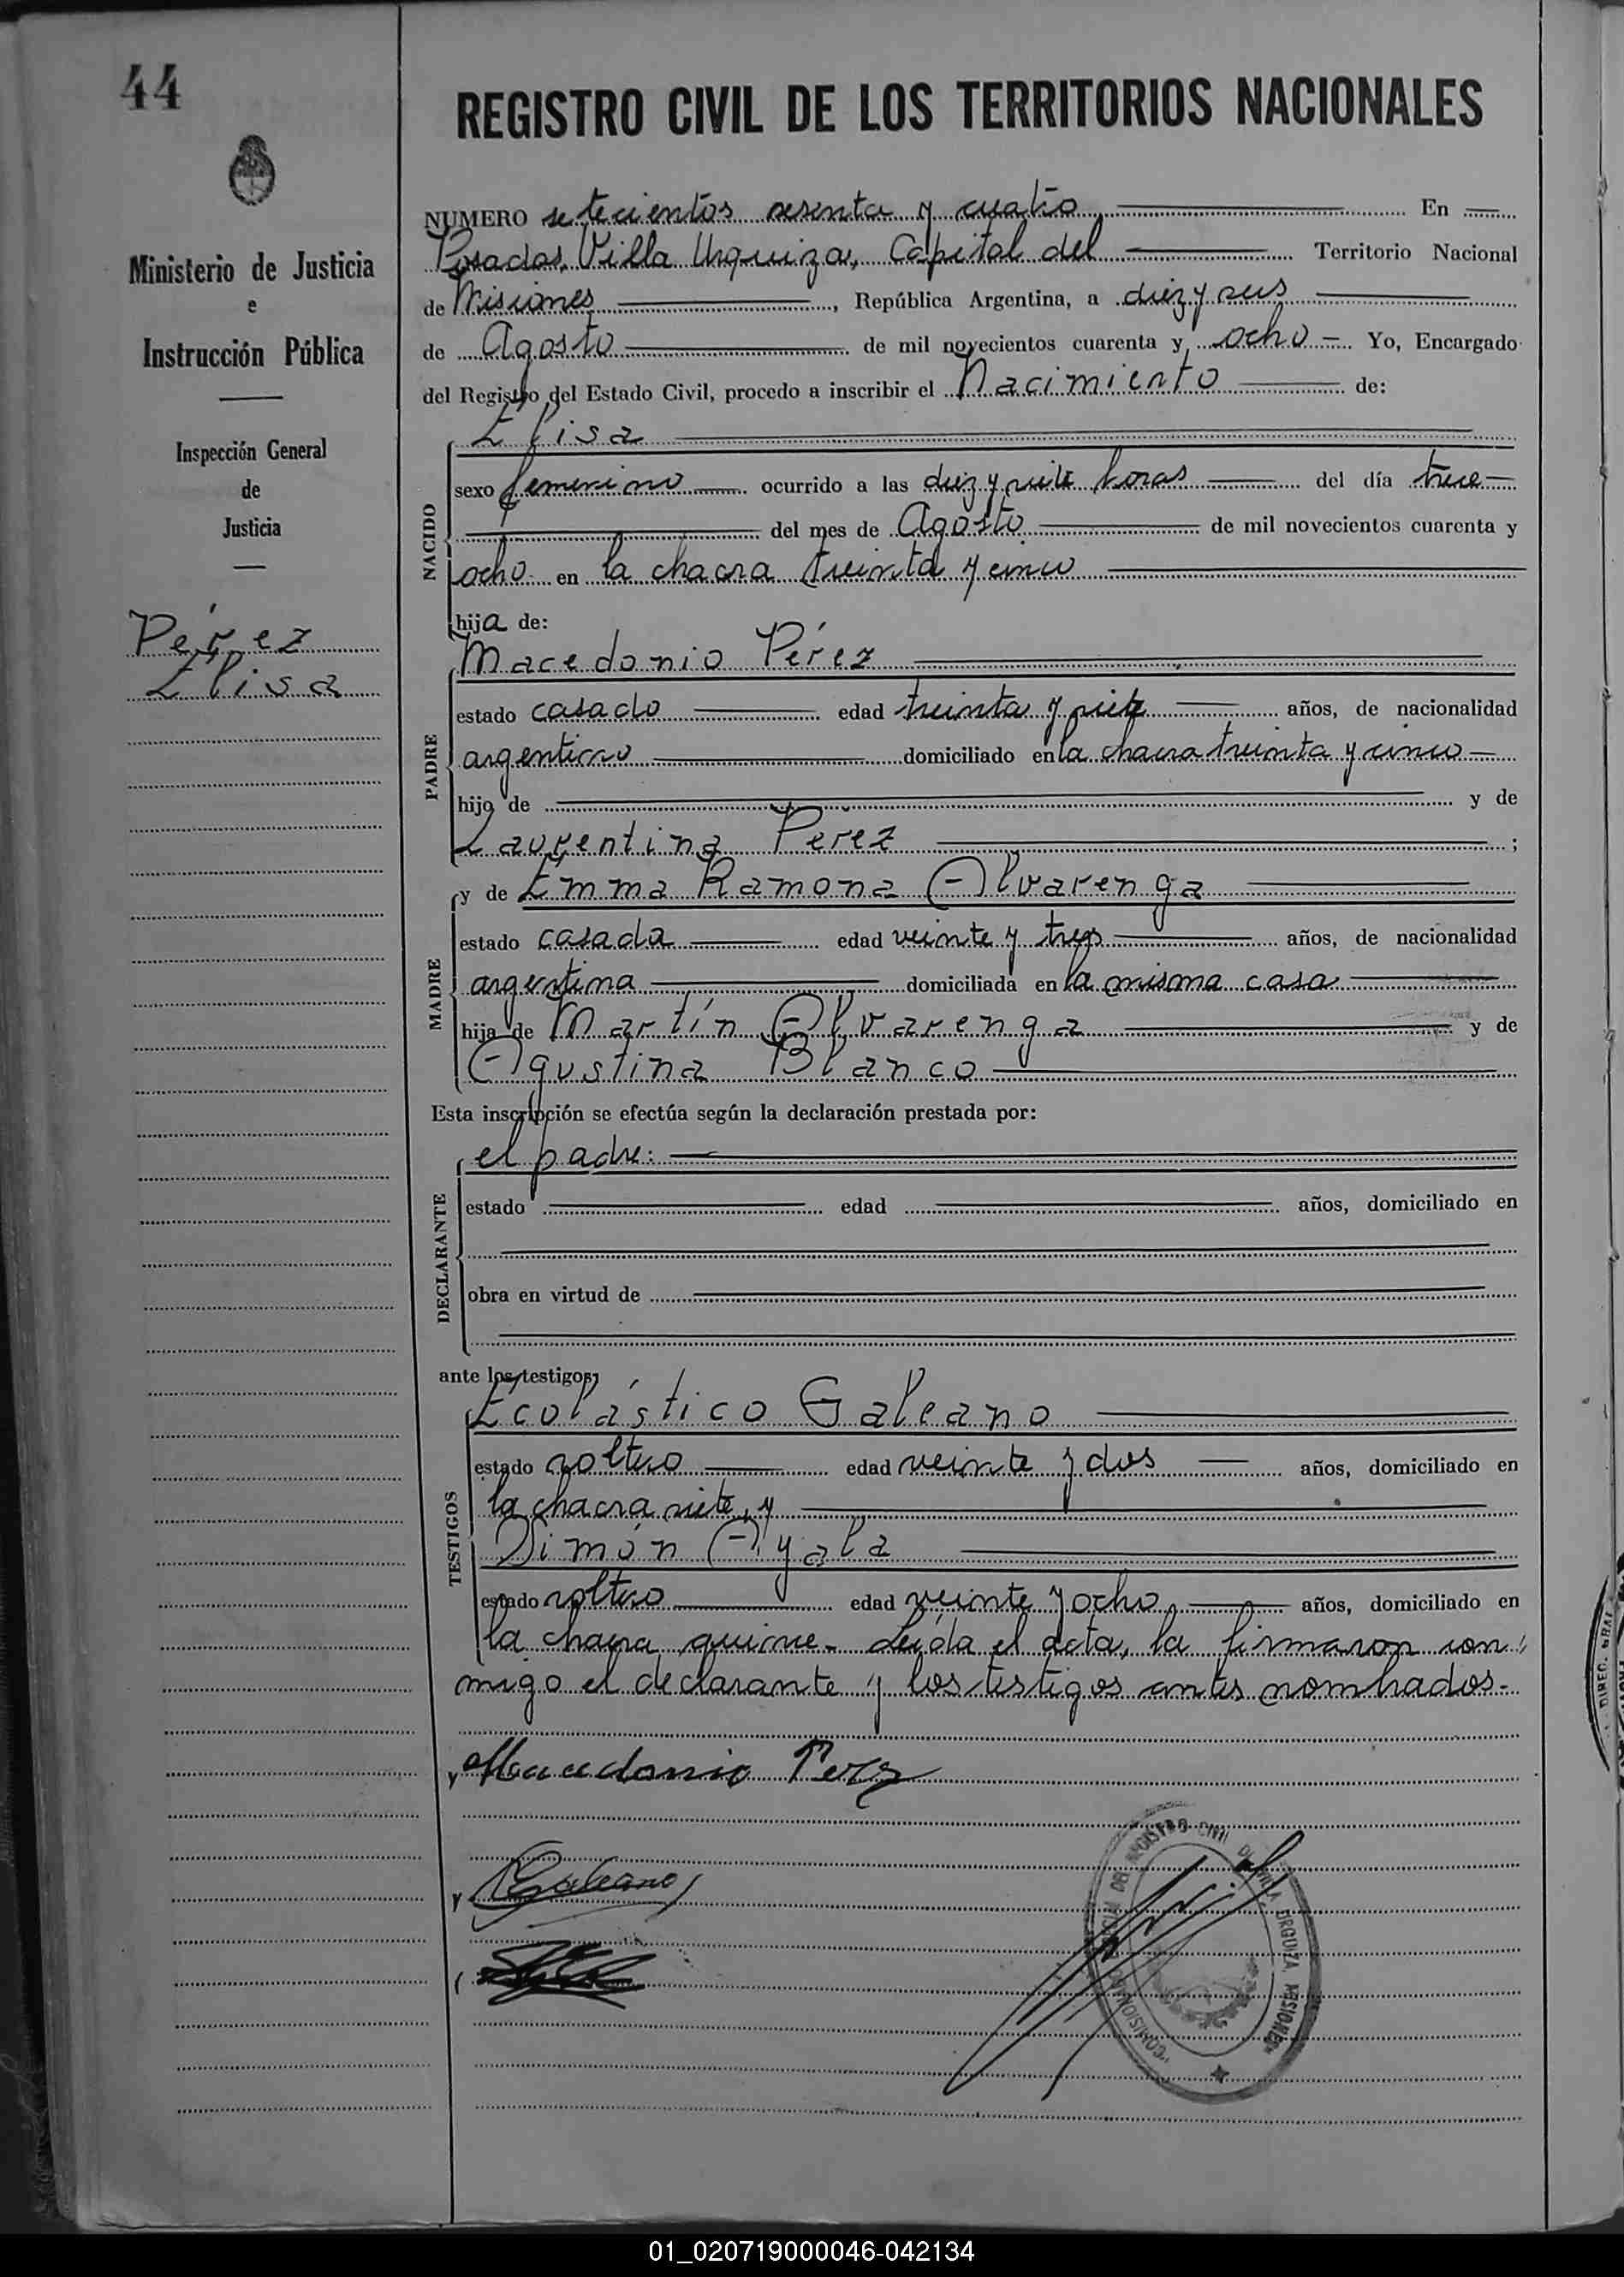 44
REGISTRO CIVIL DE LOS TERRITORIOS NACIONALES
Ministerio de Justicia
e
Instrucción Pública
Inspección General
de
Justicia
Pérez
Elisa
NUMERO setecientos sesenta y cuatro, En
Posadas, Villa Urquiza, Capital del Territorio Nacional
de Misiones, República Argentina, a diez y seis
de Agosto de mil novecientos cuarenta y ocho Yo, Encargado
del Registro del Estado Civil, procedo a inscribir el Nacimiento de:
NACIDO
Elisa
sexo femenino ocurrido a las diez y siete horas del día trece
del mes de Agosto de mil novecientos cuarenta y
ocho en la chacra treinta y cinco
hija de:
PADRE
Macedonio Pérez
estado casado edad treinta y siete años, de nacionalidad
argentino domiciliado en la chacra treinta y cinco
hijo de y de
Laurentina Pérez ;
MADRE
y de Emma Ramona Alvarenga
estado casada edad veinte y tres años, de nacionalidad
argentina domiciliada en la misma casa
hija de Martín Alvarenga y de
Agustina Blanco
Esta inscripción se efectúa según la declaración prestada por:
DECLARANTE
el padre:
estado edad años, domiciliado en
obra en virtud de
ante los testigos,
TESTIGOS
Ecolástico Galeano
estado soltero edad veinte y dos años, domiciliado en
la chacra siete, y
Simón Ayala
estado soltero edad veinte y ocho años, domiciliado en
la chacra quince. Leída el acta, la firmaron con
migo el declarante y los testigos antes nombrados.
Macedonio Perez
Galeano
REGISTRO CIVIL DE VILLA URQUIZA MISIONES
DIREC. GRAL
01_020719000046-042134